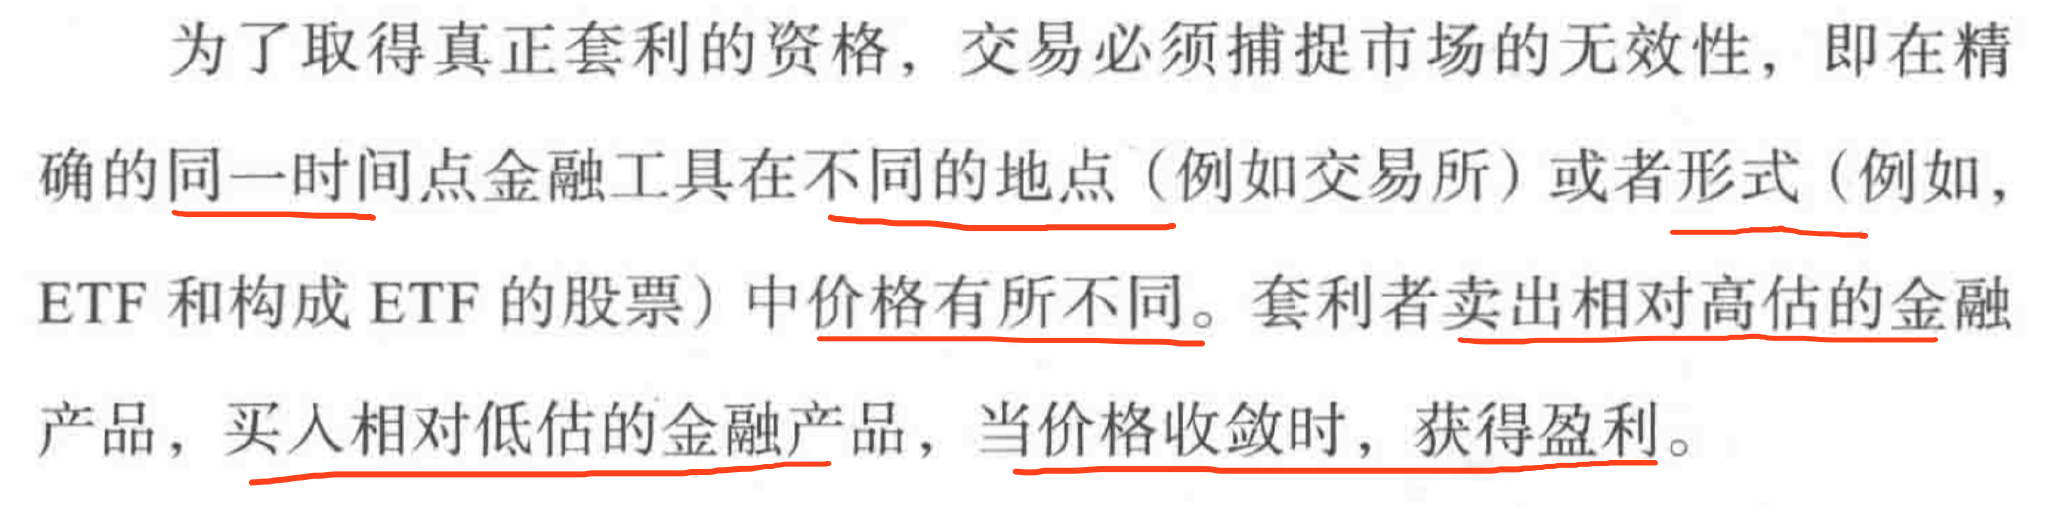 为了取得真正套利的资格，交易必须捕捉市场的无效性，即在精
确的同一时间点金融工具在不同的地点（例如交易所）或者形式（例如，
ETF 和构成 ETF 的股票）中价格有所不同。套利者卖出相对高估的金融
产品，买入相对低估的金融产品，当价格收敛时，获得盈利。